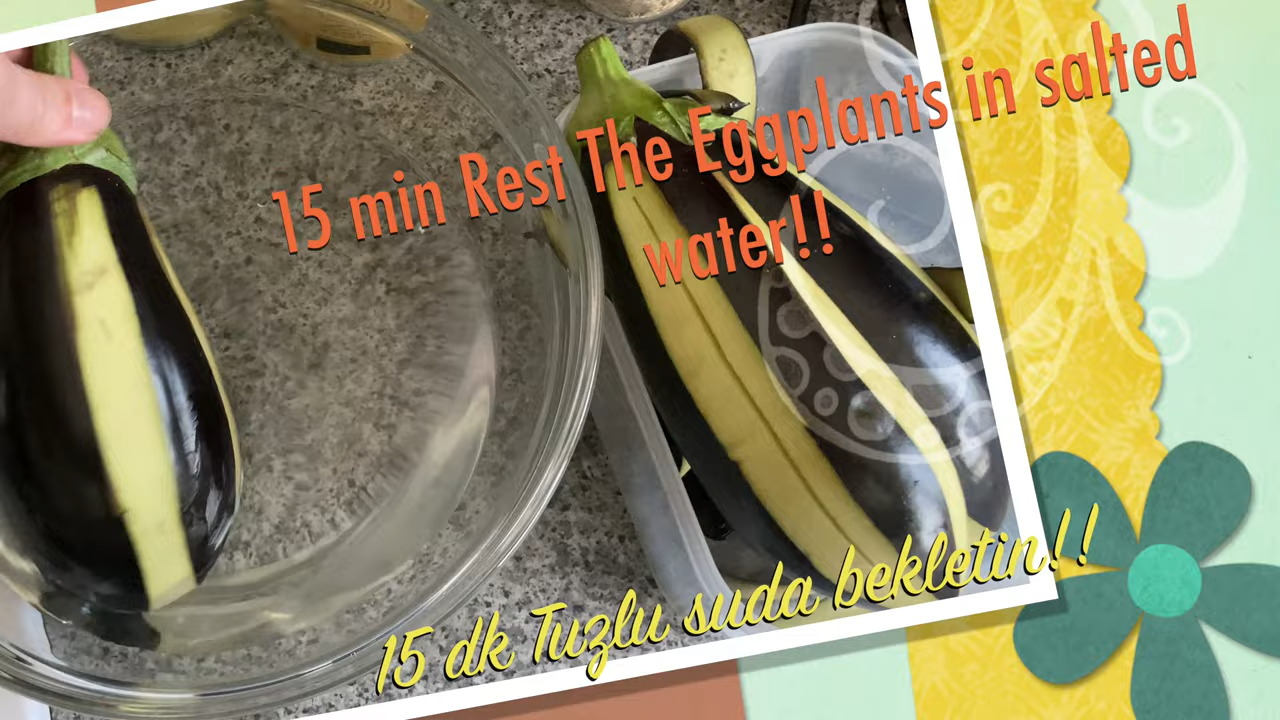 15 min Rest The Eggplants in salted
water!!
15 dk Tuzlu suda bekletin!!